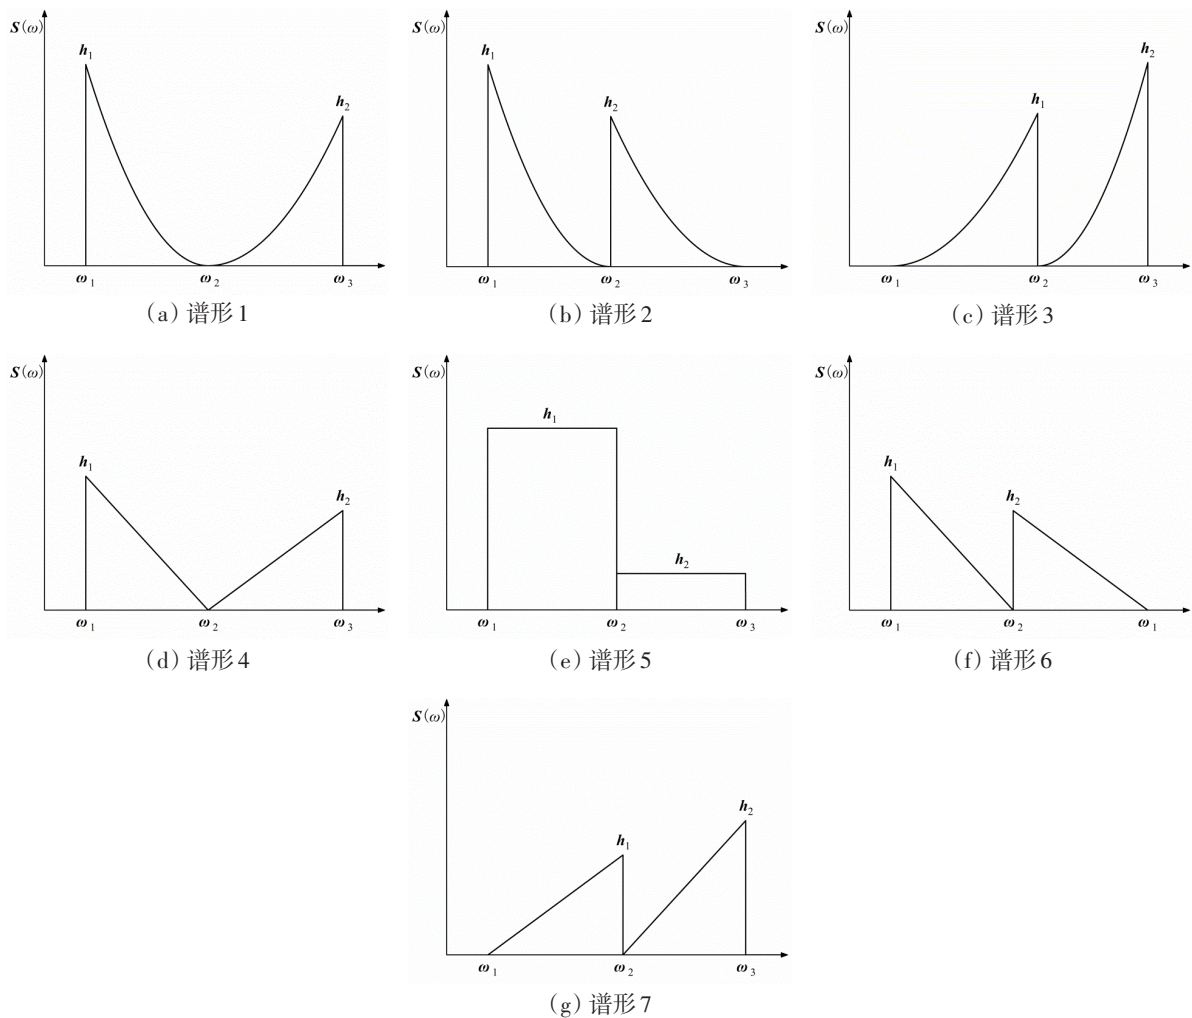 S(ω) S(ω) S(ω)
h₁ h₁ h₂
h₂ h₂ h₁
ω₁ ω₂ ω₃ ω₁ ω₂ ω₃ ω₁ ω₂ ω₃
(a)谱形1 (b)谱形2 (c)谱形3
S(ω) S(ω) S(ω)
h₁ h₁ h₁
h₂ h₂ h₂
ω₁ ω₂ ω₃ ω₁ ω₂ ω₃ ω₁ ω₂ ω₁
(d)谱形4 (e)谱形5 (f)谱形6
S(ω)
h₂
h₁
ω₁ ω₂ ω₃
(g)谱形7